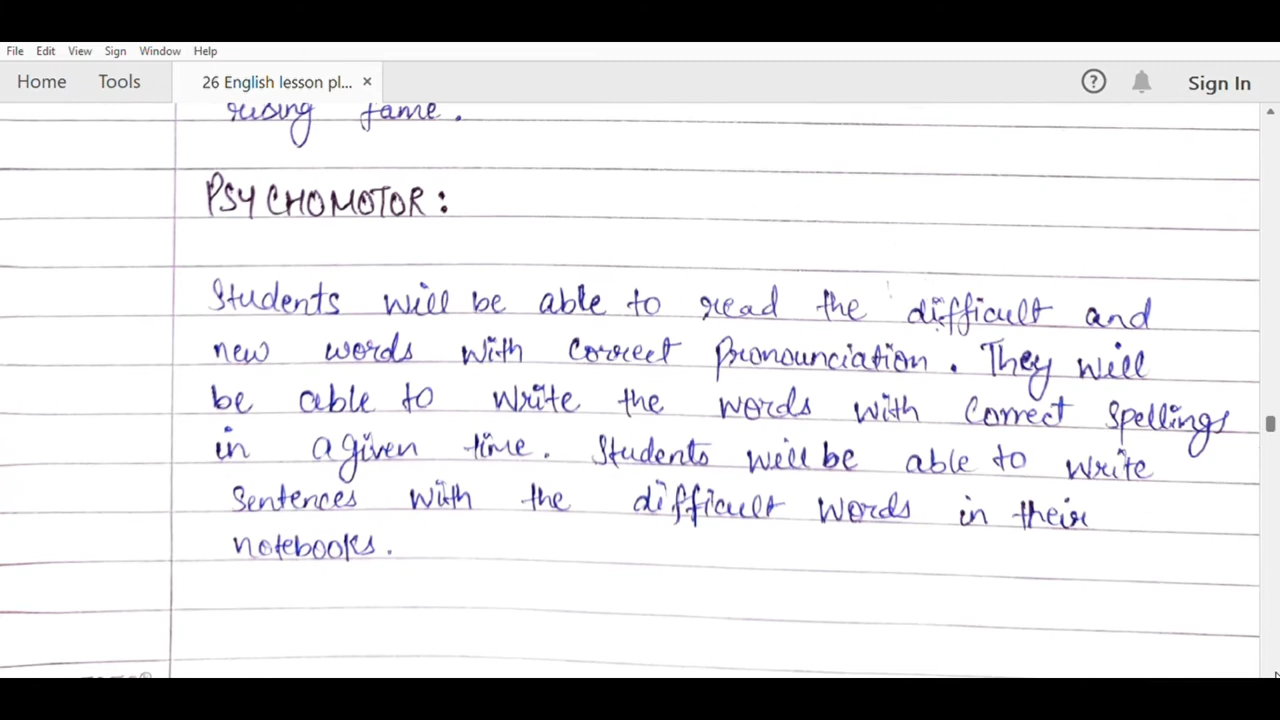 File Edit View Sign Window Help
Home Tools 26 English lesson pl... × ? Sign In
rising fame.
PSYCHOMOTOR:
Students will be able to read the difficult and
new words with correct pronounciation. They will
be able to write the words with correct spellings
in a given time. Students will be able to write
sentences with the difficult words in their
notebooks.